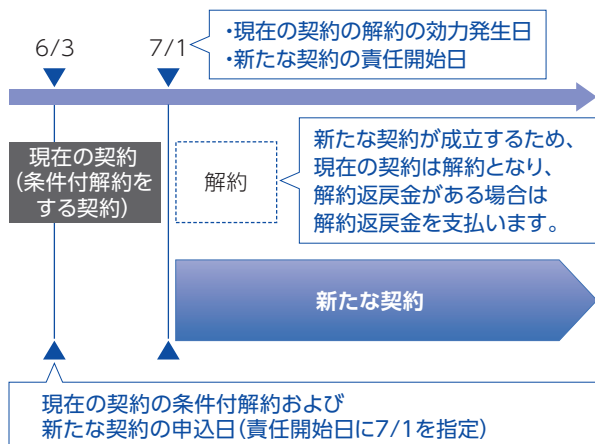 6/3
7/1
・現在の契約の解約の効力発生日
・新たな契約の責任開始日
現在の契約
(条件付解約を
する契約)
解約
新たな契約が成立するため、
現在の契約は解約となり、
解約返戻金がある場合は
解約返戻金を支払います。
新たな契約
現在の契約の条件付解約および
新たな契約の申込日(責任開始日に7/1を指定)